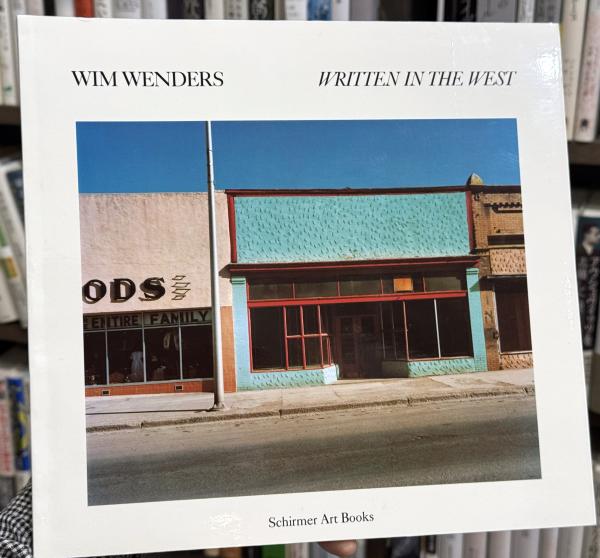 WIM WENDERS
WRITTEN IN THE WEST
ODS
ENTIRE FAMILY
Schirmer Art Books